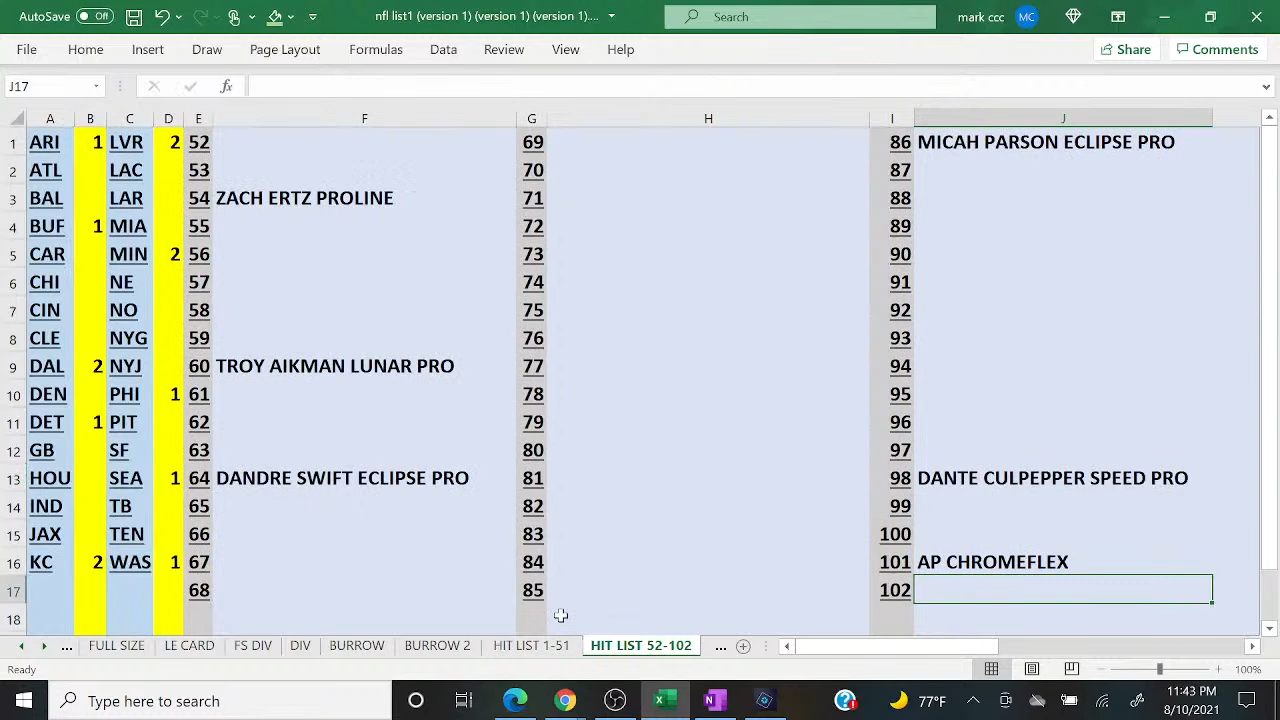 AutoSave Off nfl list1 (version 1) (version 1) (version 1)... Search mark ccc MC
File Home Insert Draw Page Layout Formulas Data Review View Help Share Comments
J17 fx
A B C D E F G H I J
1 ARI 1 LVR 2 52 69 86 MICAH PARSON ECLIPSE PRO
2 ATL LAC 53 70 87
3 BAL LAR 54 ZACH ERTZ PROLINE 71 88
4 BUF 1 MIA 55 72 89
5 CAR MIN 2 56 73 90
6 CHI NE 57 74 91
7 CIN NO 58 75 92
8 CLE NYG 59 76 93
9 DAL 2 NYJ 60 TROY AIKMAN LUNAR PRO 77 94
10 DEN PHI 1 61 78 95
11 DET 1 PIT 62 79 96
12 GB SF 63 80 97
13 HOU SEA 1 64 DANDRE SWIFT ECLIPSE PRO 81 98 DANTE CULPEPPER SPEED PRO
14 IND TB 65 82 99
15 JAX TEN 66 83 100
16 KC 2 WAS 1 67 84 101 AP CHROMEFLEX
17 68 85 102
18
... FULL SIZE LE CARD FS DIV DIV BURROW BURROW 2 HIT LIST 1-51 HIT LIST 52-102 ...
Ready 100%
Type here to search 77°F 11:43 PM
8/10/2021